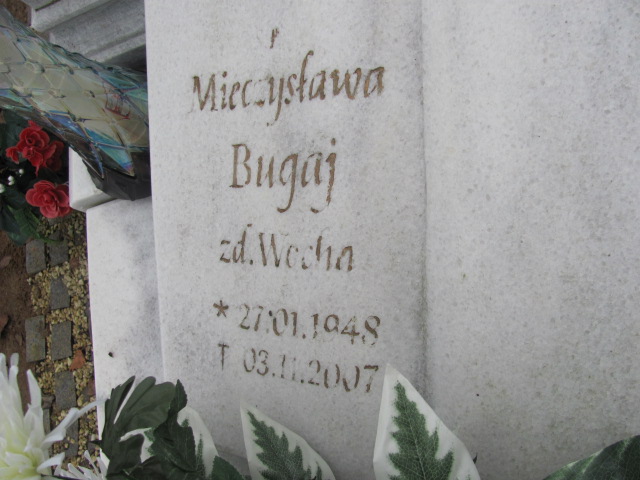 Mieczysława
Bugaj
zd. Wocha
* 27.01.1948
† 03.11.2007